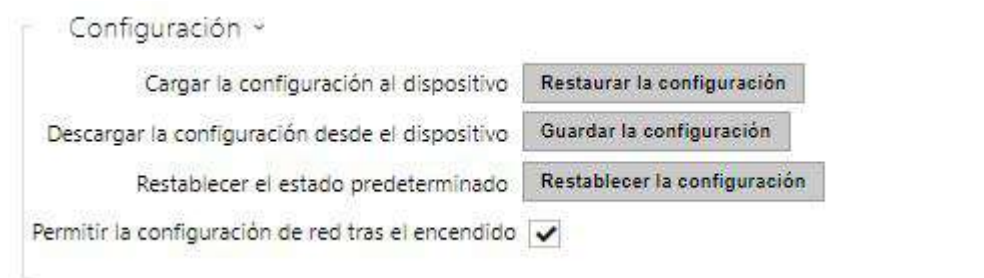 Configuración
Cargar la configuración al dispositivo Restaurar la configuración
Descargar la configuración desde el dispositivo Guardar la configuración
Restablecer el estado predeterminado Restablecer la configuración
Permitir la configuración de red tras el encendido